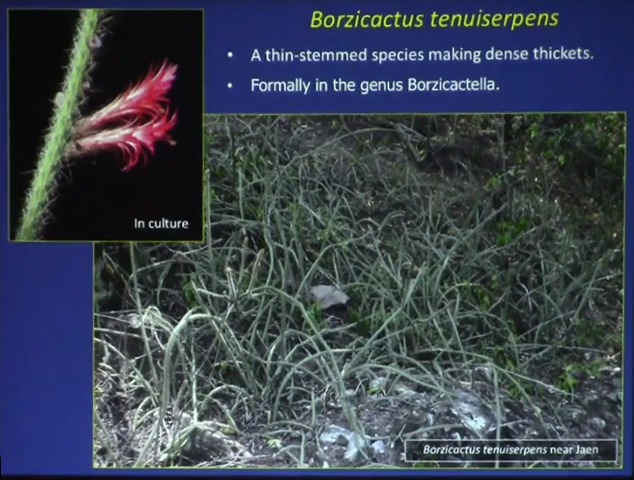 Borzicactus tenuiserpens
• A thin-stemmed species making dense thickets.
• Formally in the genus Borzicactella.
In culture
Borzicactus tenuiserpens near Jaen